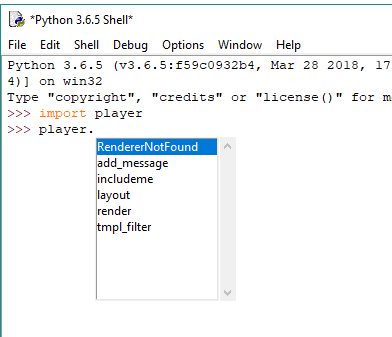 *Python 3.6.5 Shell*
File Edit Shell Debug Options Window Help
Python 3.6.5 (v3.6.5:f59c0932b4, Mar 28 2018, 17
4)] on win32
Type "copyright", "credits" or "license()" for m
>>> import player
>>> player.
RendererNotFound
add_message
includeme
layout
render
tmpl_filter